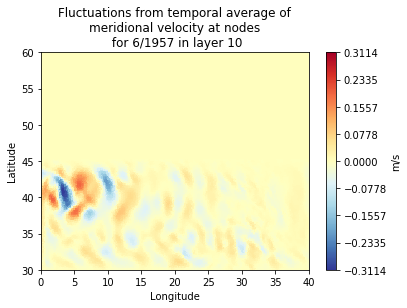 Fluctuations from temporal average of
meridional velocity at nodes
for 6/1957 in layer 10
60
55
50
45
40
35
30
Latitude
0 5 10 15 20 25 30 35 40
Longitude
0.3114
0.2335
0.1557
0.0778
0.0000
−0.0778
−0.1557
−0.2335
−0.3114
m/s